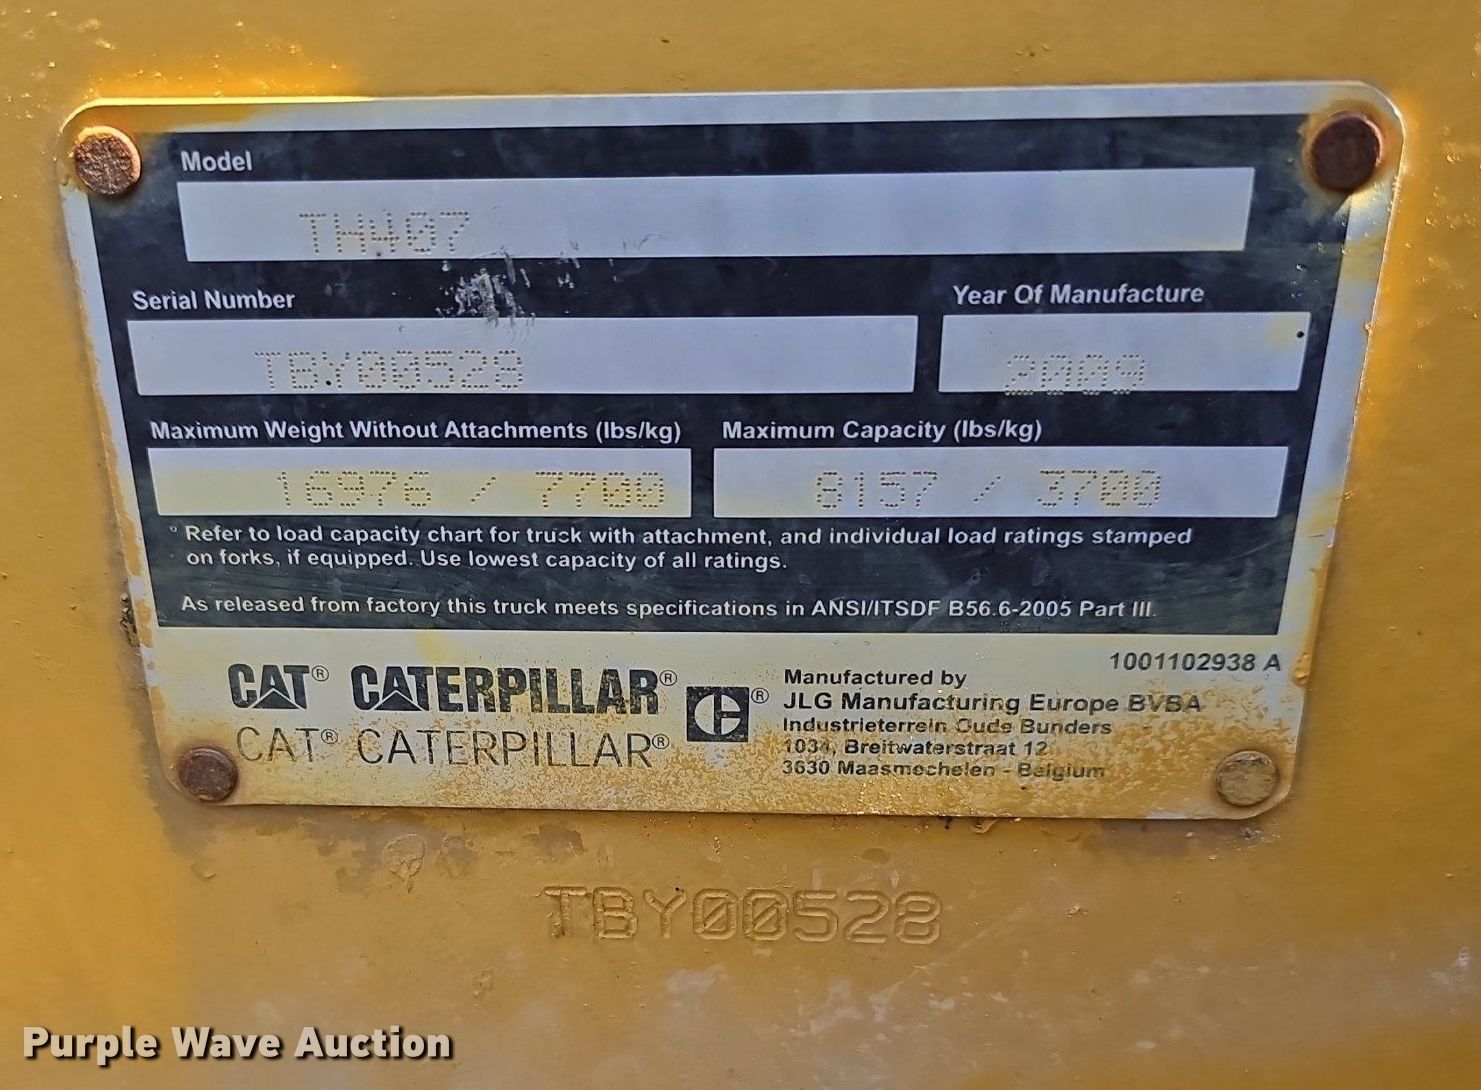 Model
TH407
Serial Number
Year Of Manufacture
TBY00528
2009
Maximum Weight Without Attachments (lbs/kg)
Maximum Capacity (lbs/kg)
16976 / 7700
8157 / 3700
° Refer to load capacity chart for truck with attachment, and individual load ratings stamped
on forks, if equipped. Use lowest capacity of all ratings.
As released from factory this truck meets specifications in ANSI/ITSDF B56.6-2005 Part III.
1001102938 A
CAT® CATERPILLAR®
CAT® CATERPILLAR®
C®
Manufactured by
JLG Manufacturing Europe BVBA
Industrieterrein Oude Bunders
1034, Breitwaterstraat 12
3630 Maasmechelen - Belgium
TBY00528
Purple Wave Auction